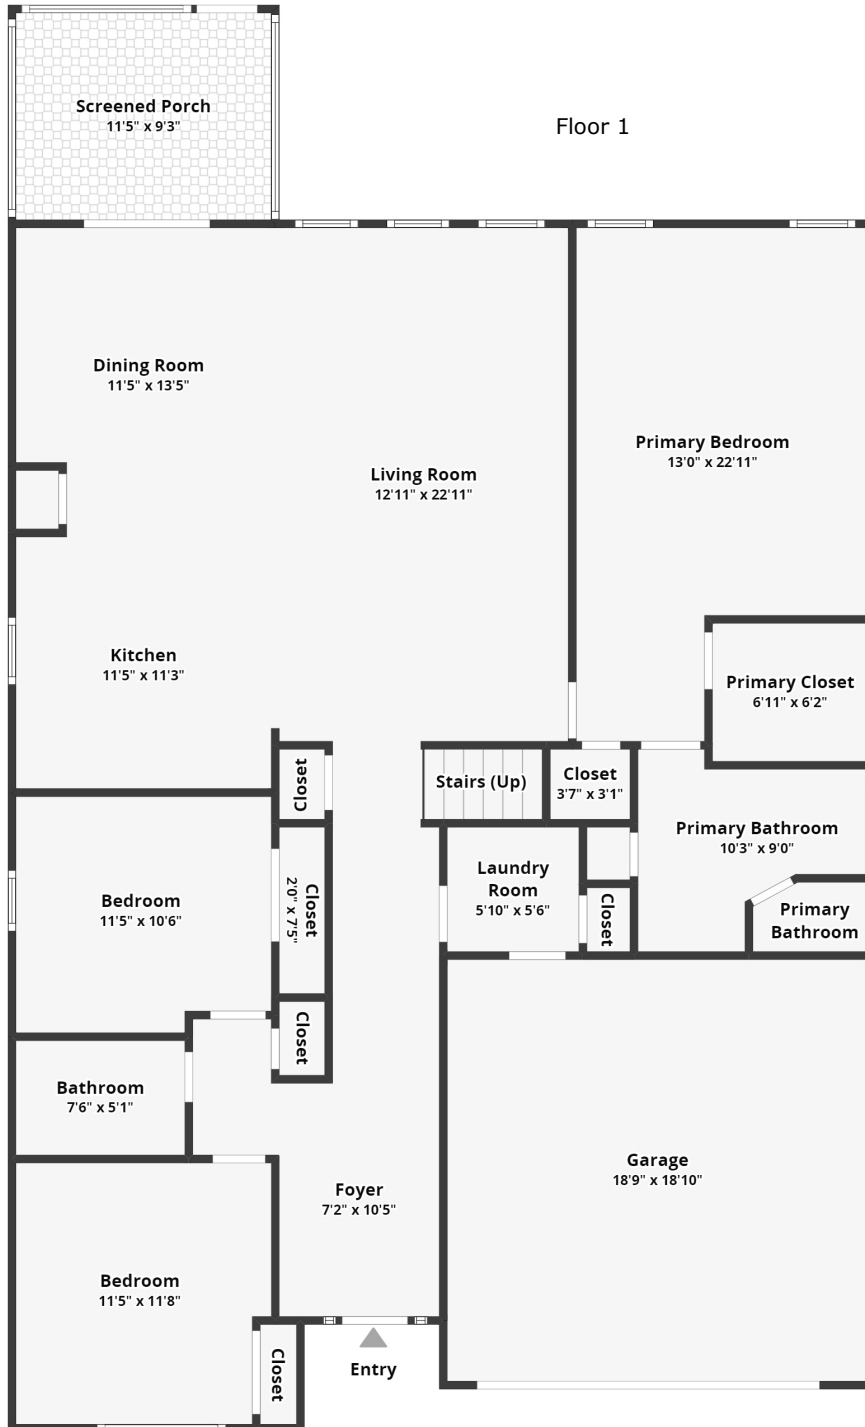 Screened Porch
11'5" x 9'3"
Floor 1
Dining Room
11'5" x 13'5"
Primary Bedroom
13'0" x 22'11"
Living Room
12'11" x 22'11"
Kitchen
11'5" x 11'3"
Primary Closet
6'11" x 6'2"
Closet
Stairs (Up)
Closet
3'7" x 3'1"
Primary Bathroom
10'3" x 9'0"
Laundry
Room
5'10" x 5'6"
Bedroom
11'5" x 10'6"
Closet
2'0" x 7'5"
Closet
Primary
Bathroom
Closet
Bathroom
7'6" x 5'1"
Garage
18'9" x 18'10"
Foyer
7'2" x 10'5"
Bedroom
11'5" x 11'8"
Closet
Entry